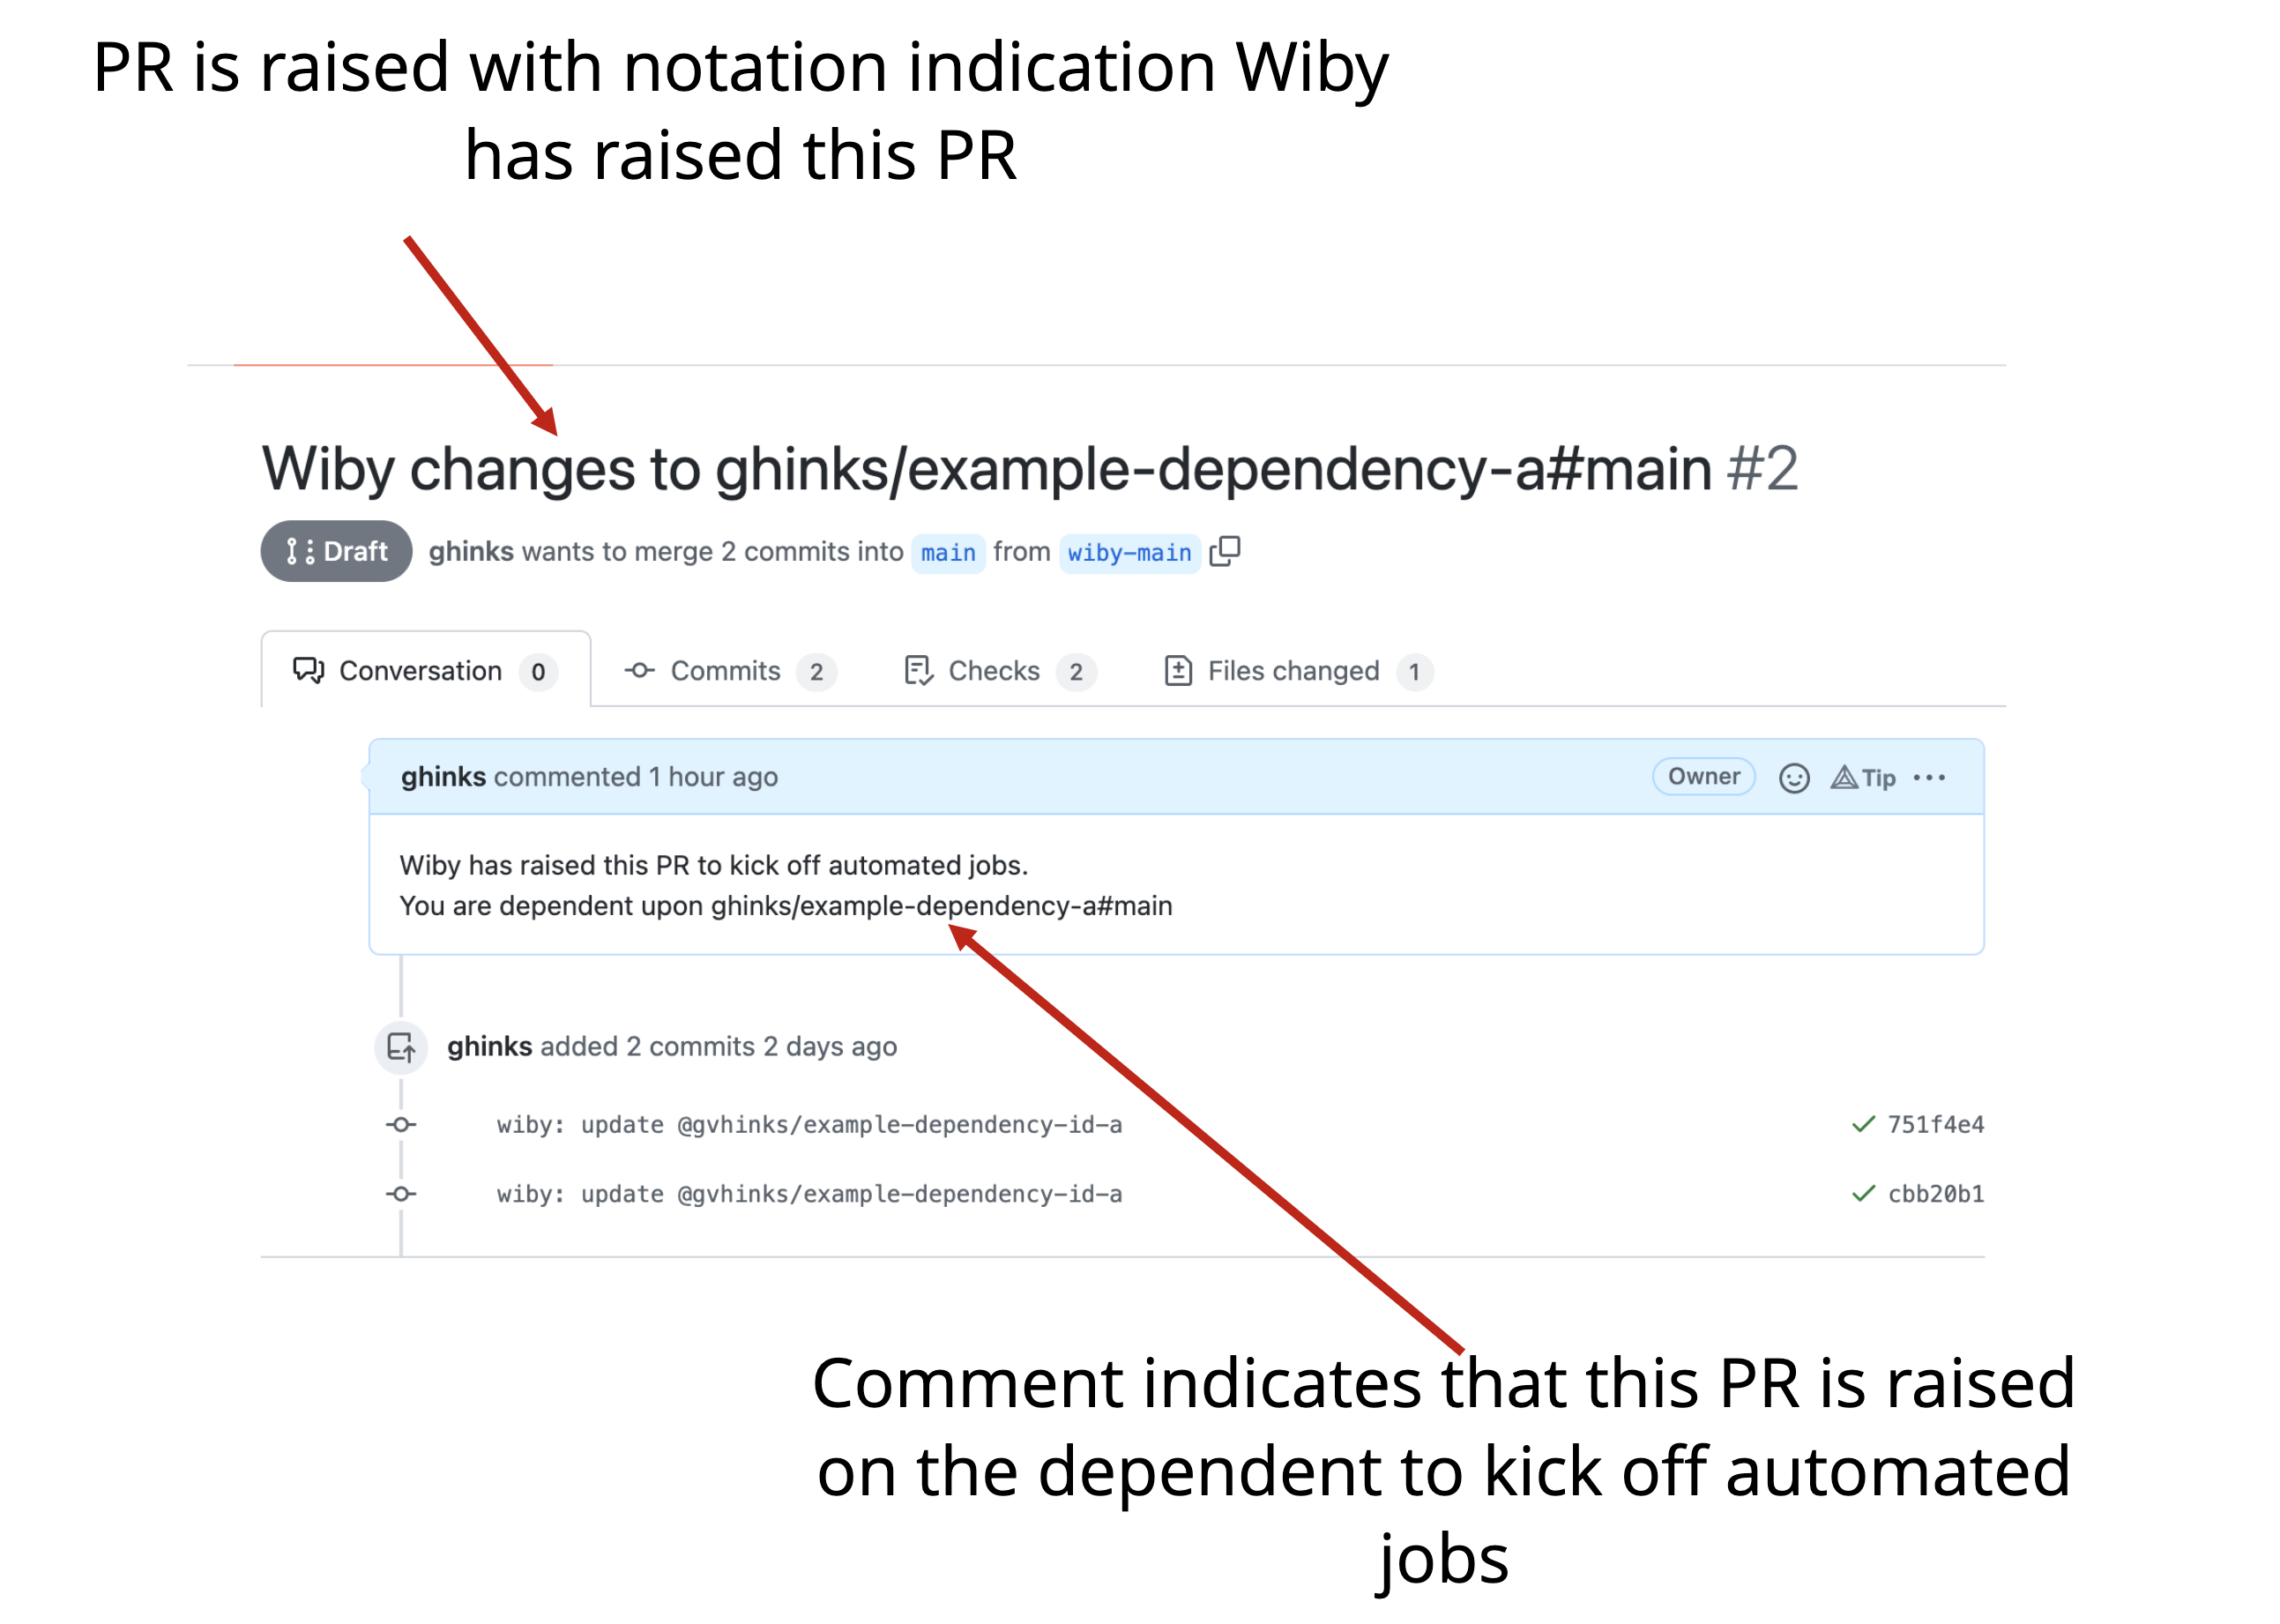 PR is raised with notation indication Wiby
has raised this PR
Wiby changes to ghinks/example-dependency-a#main #2
Draft ghinks wants to merge 2 commits into main from wiby-main
Conversation 0 Commits 2 Checks 2 Files changed 1
ghinks commented 1 hour ago Owner Tip
Wiby has raised this PR to kick off automated jobs.
You are dependent upon ghinks/example-dependency-a#main
ghinks added 2 commits 2 days ago
wiby: update @gvhinks/example-dependency-id-a 751f4e4
wiby: update @gvhinks/example-dependency-id-a cbb20b1
Comment indicates that this PR is raised
on the dependent to kick off automated
jobs